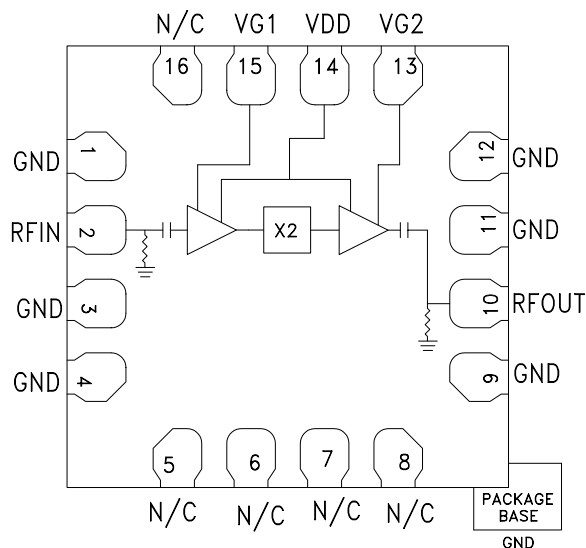 N/C VG1 VDD VG2
16 15 14 13
1 GND
12 GND
RFIN 2
11 GND
X2
GND 3
10 RFOUT
GND 4
9 GND
5 6 7 8
N/C N/C N/C N/C
PACKAGE
BASE
GND